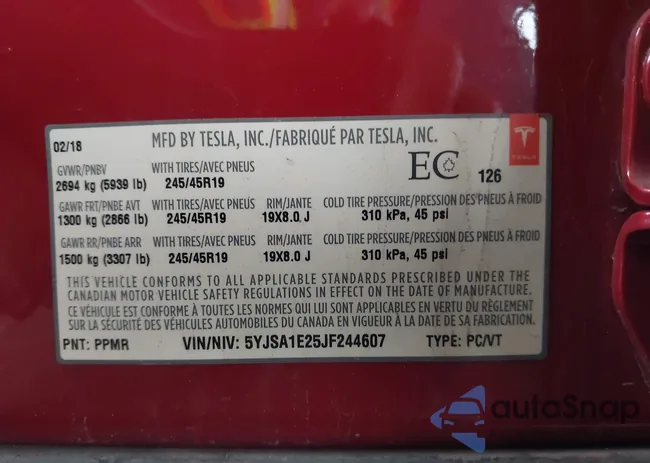 02/18 MFD BY TESLA, INC./FABRIQUÉ PAR TESLA, INC.
TESLA
GVWR/PNBV WITH TIRES/AVEC PNEUS EC 126
2694 kg (5939 lb) 245/45R19
GAWR FRT/PNBE AVT WITH TIRES/AVEC PNEUS RIM/JANTE COLD TIRE PRESSURE/PRESSION DES PNEUS À FROID
1300 kg (2866 lb) 245/45R19 19X8.0 J 310 kPa, 45 psi
GAWR RR/PNBE ARR WITH TIRES/AVEC PNEUS RIM/JANTE COLD TIRE PRESSURE/PRESSION DES PNEUS À FROID
1500 kg (3307 lb) 245/45R19 19X8.0 J 310 kPa, 45 psi
THIS VEHICLE CONFORMS TO ALL APPLICABLE STANDARDS PRESCRIBED UNDER THE
CANADIAN MOTOR VEHICLE SAFETY REGULATIONS IN EFFECT ON THE DATE OF MANUFACTURE.
CE VÉHICULE EST CONFORME À TOUTES LES NORMES QUI LUI SONT APPLICABLES EN VERTU DU RÈGLEMENT
SUR LA SÉCURITÉ DES VÉHICULES AUTOMOBILES DU CANADA EN VIGUEUR À LA DATE DE SA FABRICATION.
PNT: PPMR VIN/NIV: 5YJSA1E25JF244607 TYPE: PC/VT
autoSnap